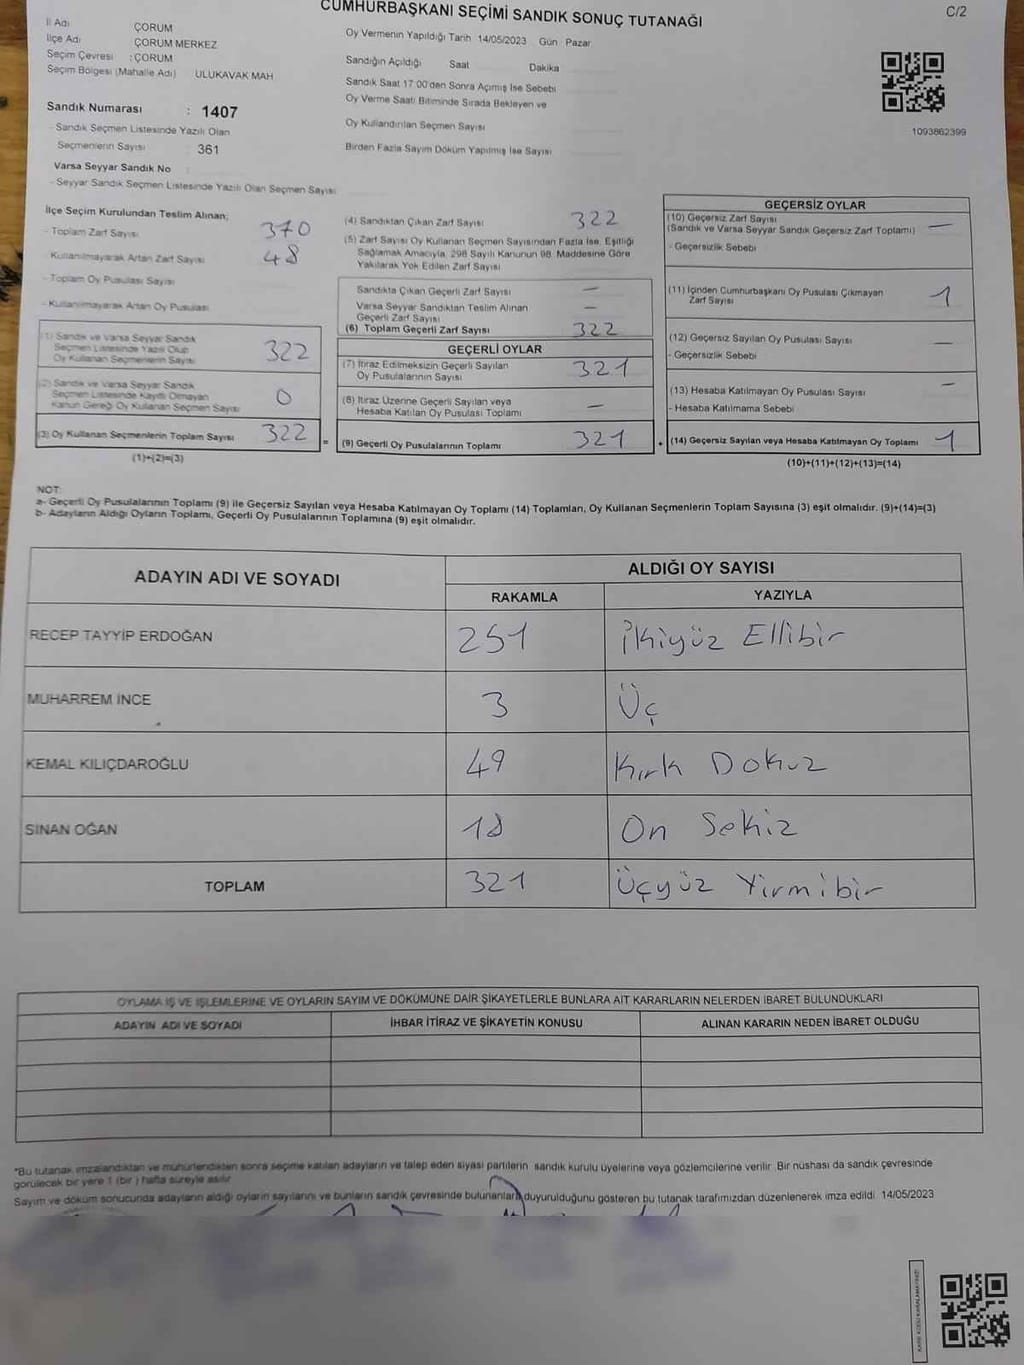 CUMHURBAŞKANI SEÇİMİ SANDIK SONUÇ TUTANAĞI
C/2
İl Adı ÇORUM
İlçe Adı ÇORUM MERKEZ
Seçim Çevresi : ÇORUM
Seçim Bölgesi (Mahalle Adı) ULUKAVAK MAH
Sandık Numarası : 1407
- Sandık Seçmen Listesinde Yazılı Olan
Seçmenlerin Sayısı 361
Varsa Seyyar Sandık No :
- Seyyar Sandık Seçmen Listesinde Yazılı Olan Seçmen Sayısı
Oy Vermenin Yapıldığı Tarih 14/05/2023 Gün Pazar
Sandığın Açıldığı Saat Dakika
Sandık Saat 17:00'den Sonra Açımış İse Sebebi
Oy Verme Saati Bitiminde Sırada Bekleyen ve
Oy Kullandırılan Seçmen Sayısı
Birden Fazla Sayım Döküm Yapılmış İse Sayısı
1093862399
İlçe Seçim Kurulundan Teslim Alınan;
- Toplam Zarf Sayısı 370
- Kullanılmayarak Artan Zarf Sayısı 48
- Toplam Oy Pusulası Sayısı
- Kullanılmayarak Artan Oy Pusulası
(1) Sandık ve Varsa Seyyar Sandık
Seçmen Listesinde Yazılı Olup
Oy Kullanan Seçmenlerin Sayısı 322
(2) Sandık ve Varsa Seyyar Sandık
Seçmen Listesinde Kayıtlı Olmayan
Kanun Gereği Oy Kullanan Seçmen Sayısı 0
(3) Oy Kullanan Seçmenlerin Toplam Sayısı 322 =
(1)+(2)=(3)
(4) Sandıktan Çıkan Zarf Sayısı 322
(5) Zarf Sayısı Oy Kullanan Seçmen Sayısından Fazla İse, Eşitliği
Sağlamak Amacıyla, 298 Sayılı Kanunun 98. Maddesine Göre
Yakılarak Yok Edilen Zarf Sayısı
Sandıkta Çıkan Geçerli Zarf Sayısı —
Varsa Seyyar Sandıktan Teslim Alınan
Geçerli Zarf Sayısı —
(6) Toplam Geçerli Zarf Sayısı 322
GEÇERLİ OYLAR
(7) İtiraz Edilmeksizin Geçerli Sayılan
Oy Pusulalarının Sayısı 321
(8) İtiraz Üzerine Geçerli Sayılan veya
Hesaba Katılan Oy Pusulası Toplamı —
(9) Geçerli Oy Pusulalarının Toplamı 321 +
GEÇERSİZ OYLAR
(10) Geçersiz Zarf Sayısı
(Sandık ve Varsa Seyyar Sandık Geçersiz Zarf Toplamı) —
- Geçersizlik Sebebi
(11) İçinden Cumhurbaşkanı Oy Pusulası Çıkmayan
Zarf Sayısı 1
(12) Geçersiz Sayılan Oy Pusulası Sayısı —
- Geçersizlik Sebebi
(13) Hesaba Katılmayan Oy Pusulası Sayısı —
- Hesaba Katılmama Sebebi
(14) Geçersiz Sayılan veya Hesaba Katılmayan Oy Toplamı 1
(10)+(11)+(12)+(13)=(14)
NOT:
a- Geçerli Oy Pusulalarının Toplamı (9) ile Geçersiz Sayılan veya Hesaba Katılmayan Oy Toplamı (14) Toplamları, Oy Kullanan Seçmenlerin Toplam Sayısına (3) eşit olmalıdır. (9)+(14)=(3)
b- Adayların Aldığı Oyların Toplamı, Geçerli Oy Pusulalarının Toplamına (9) eşit olmalıdır.
ADAYIN ADI VE SOYADI ALDIĞI OY SAYISI
RAKAMLA YAZIYLA
RECEP TAYYİP ERDOĞAN 251 İkiyüz Ellibir
MUHARREM İNCE 3 Üç
KEMAL KILIÇDAROĞLU 49 Kırk Dokuz
SİNAN OĞAN 18 On Sekiz
TOPLAM 321 Üçyüz Yirmibir
OYLAMA İŞ VE İŞLEMLERİNE VE OYLARIN SAYIM VE DÖKÜMÜNE DAİR ŞİKAYETLERLE BUNLARA AİT KARARLARIN NELERDEN İBARET BULUNDUKLARI
ADAYIN ADI VE SOYADI İHBAR İTİRAZ VE ŞİKAYETİN KONUSU ALINAN KARARIN NEDEN İBARET OLDUĞU
*Bu tutanak imzalandıktan ve mühürlendikten sonra seçime katılan adayların ve talep eden siyasi partilerin sandık kurulu üyelerine veya gözlemcilerine verilir. Bir nüshası da sandık çevresinde
görülecek bir yere 1 (bir) hafta süreyle asılır.
Sayım ve döküm sonucunda adayların aldığı oyların sayılarını ve bunların sandık çevresinde bulunanlara duyurulduğunu gösteren bu tutanak tarafımızdan düzenlenerek imza edildi. 14/05/2023